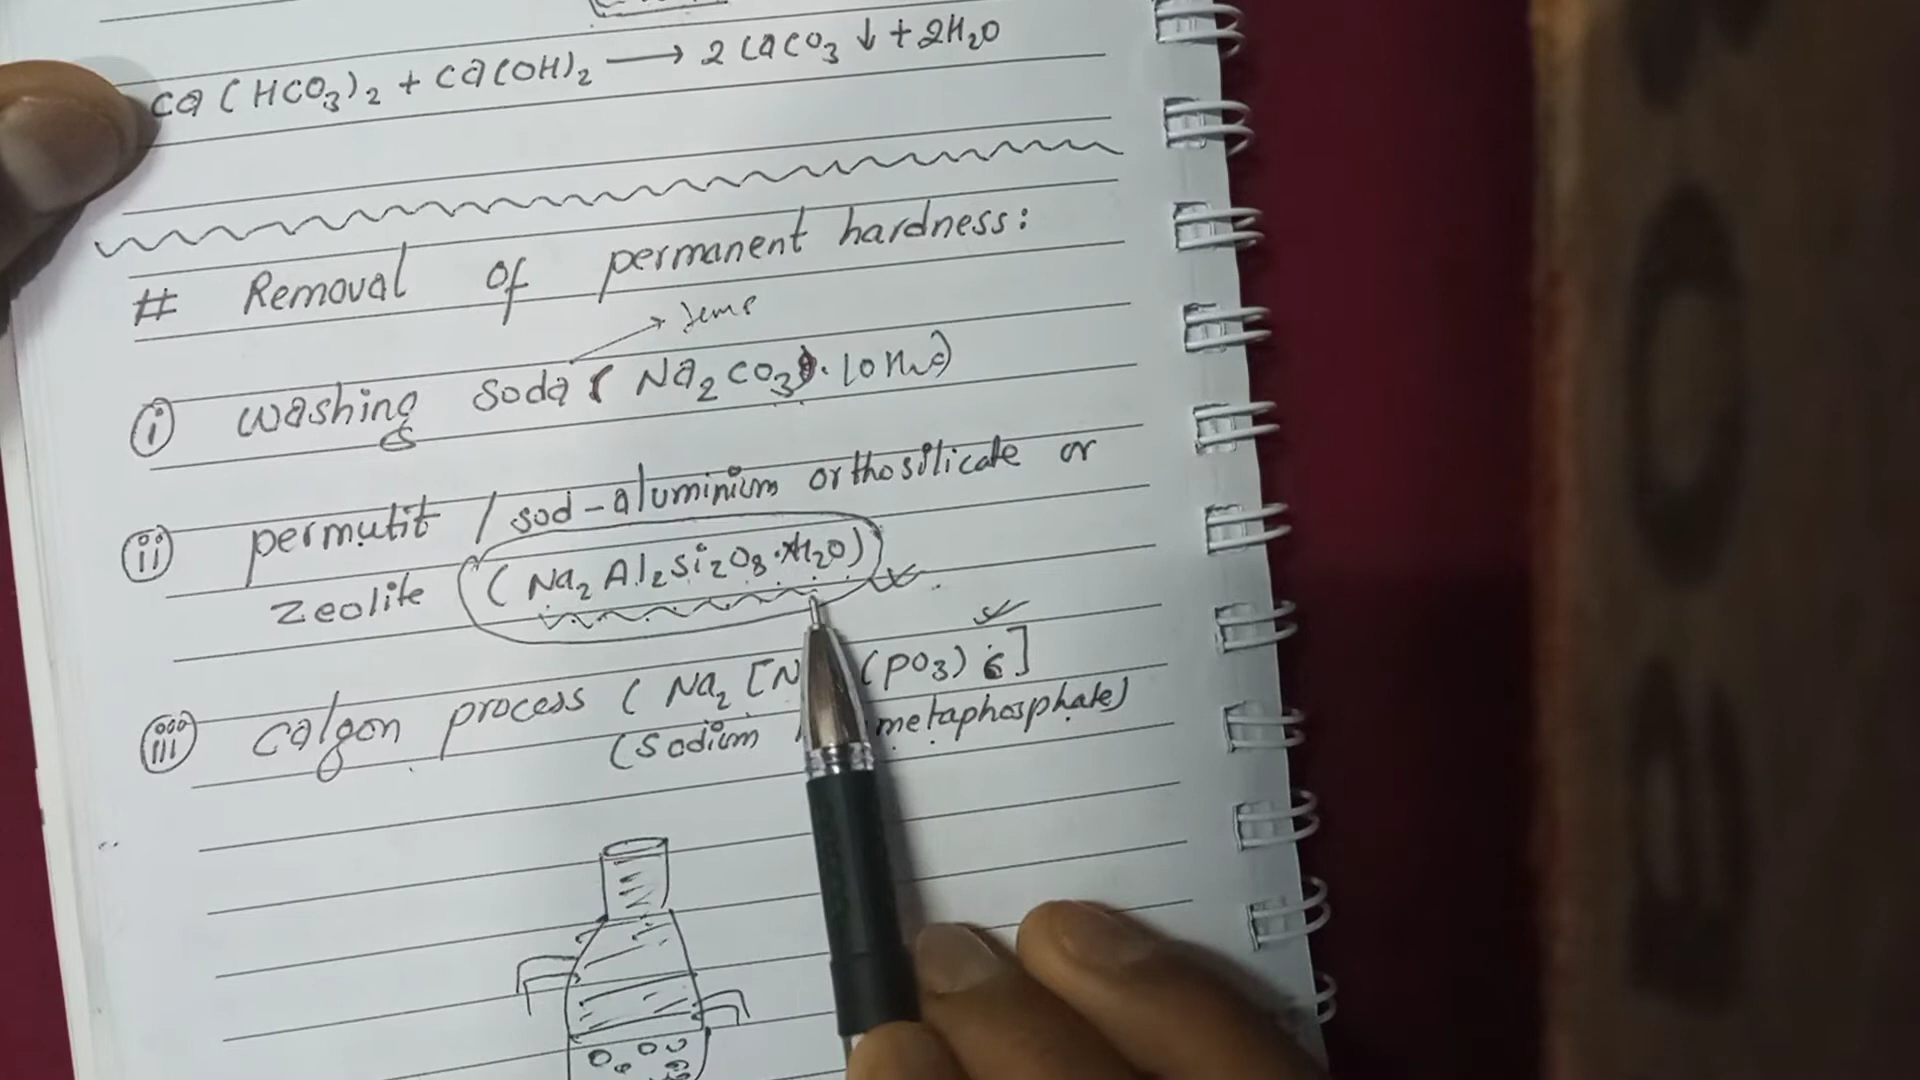 Ca(HCO₃)₂ + Ca(OH)₂ → 2CaCO₃ ↓ + 2H₂O
# Removal of permanent hardness:
(i) washing soda (Na₂CO₃.10H₂O)
(ii) permutit / sod-aluminium orthosilicate or
zeolite (Na₂Al₂Si₂O₈.xH₂O)
(iii) calgon process (Na₂[N (PO₃)6]
(sodium metaphosphate)